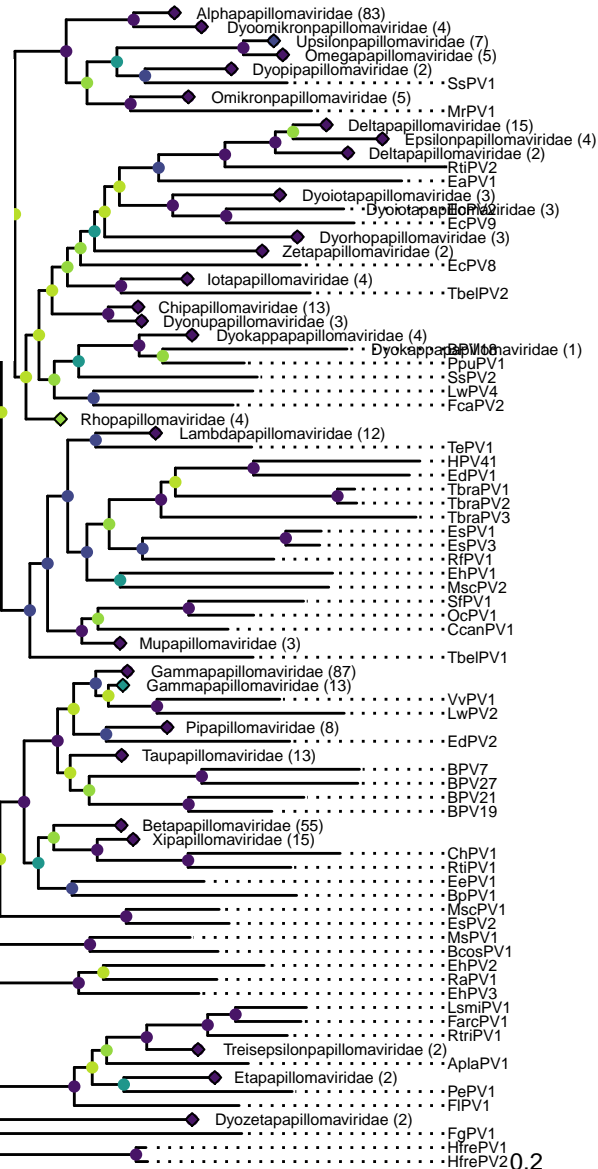 Alphapapillomaviridae (83)
Dyoomikronpapillomaviridae (4)
Upsilonpapillomaviridae (7)
Omegapapillomaviridae (5)
Dyopipapillomaviridae (2)
SsPV1
Omikronpapillomaviridae (5)
MrPV1
Deltapapillomaviridae (15)
Epsilonpapillomaviridae (4)
Deltapapillomaviridae (2)
RtiPV2
EaPV1
Dyoiotapapillomaviridae (3)
Dyoiotapapillomaviridae (3)
EcPV9
Dyorhopapillomaviridae (3)
Zetapapillomaviridae (2)
EcPV8
Iotapapillomaviridae (4)
TbelPV2
Chipapillomaviridae (13)
Dyonupapillomaviridae (3)
Dyokappapapillomaviridae (4)
Dyokappapapillomaviridae (1)
PpuPV1
SsPV2
LwPV4
FcaPV2
Rhopapillomaviridae (4)
Lambdapapillomaviridae (12)
TePV1
HPV41
EdPV1
TbraPV1
TbraPV2
TbraPV3
EsPV1
EsPV3
RfPV1
EhPV1
MscPV2
SfPV1
OcPV1
CcanPV1
Mupapillomaviridae (3)
TbelPV1
Gammapapillomaviridae (87)
Gammapapillomaviridae (13)
VvPV1
LwPV2
Pipapillomaviridae (8)
EdPV2
Taupapillomaviridae (13)
BPV7
BPV27
BPV21
BPV19
Betapapillomaviridae (55)
Xipapillomaviridae (15)
ChPV1
RtiPV1
EePV1
BpPV1
MscPV1
EsPV2
MsPV1
BcosPV1
EhPV2
RaPV1
EhPV3
LsmiPV1
FarcPV1
RtriPV1
Treisepsilonpapillomaviridae (2)
AplaPV1
Etapapillomaviridae (2)
PePV1
FlPV1
Dyozetapapillomaviridae (2)
FgPV1
HfrePV1
HfrePV2
0.2